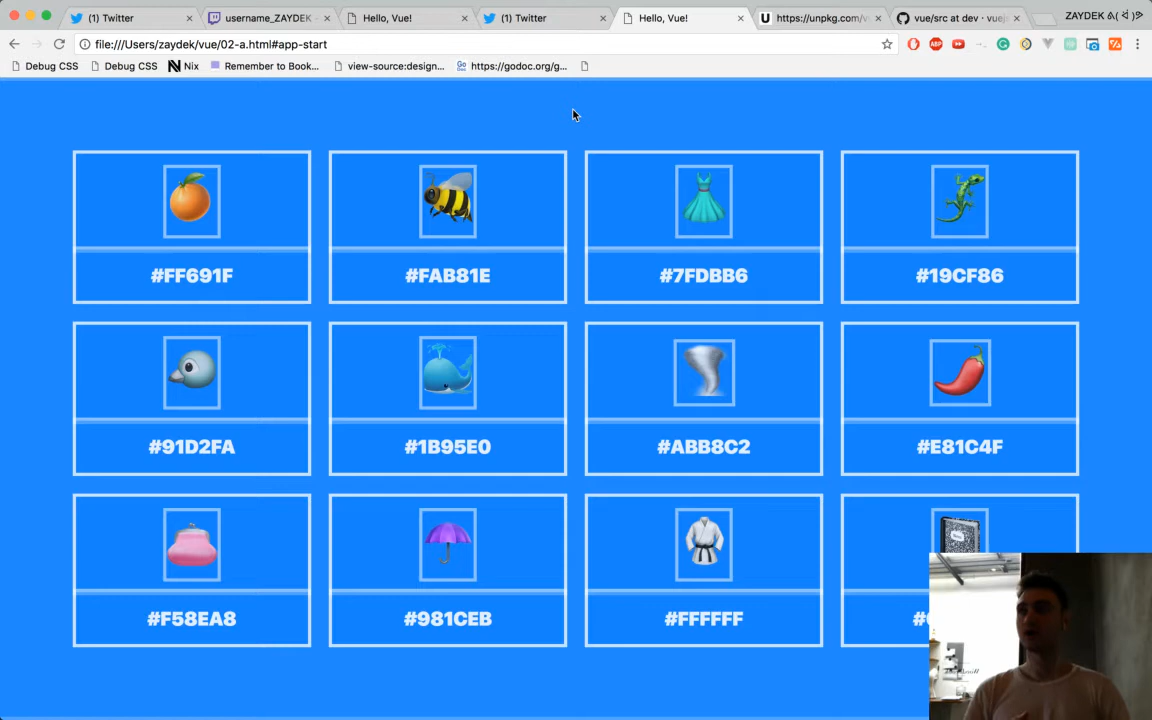 (1) Twitter
username_ZAYDEK -
Hello, Vue!
(1) Twitter
Hello, Vue!
https://unpkg.com/v
vue/src at dev · vuej
ZAYDEK
file:///Users/zaydek/vue/02-a.html#app-start
Debug CSS
Debug CSS
Nix
Remember to Book...
view-source:design...
https://godoc.org/g...
#FF691F
#FAB81E
#7FDBB6
#19CF86
#91D2FA
#1B95E0
#ABB8C2
#E81C4F
#F58EA8
#981CEB
#FFFFFF